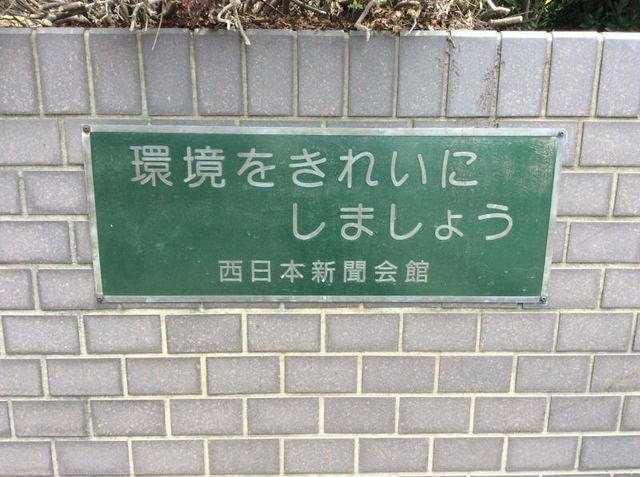 環境をきれいに
しましょう
西日本新聞会館